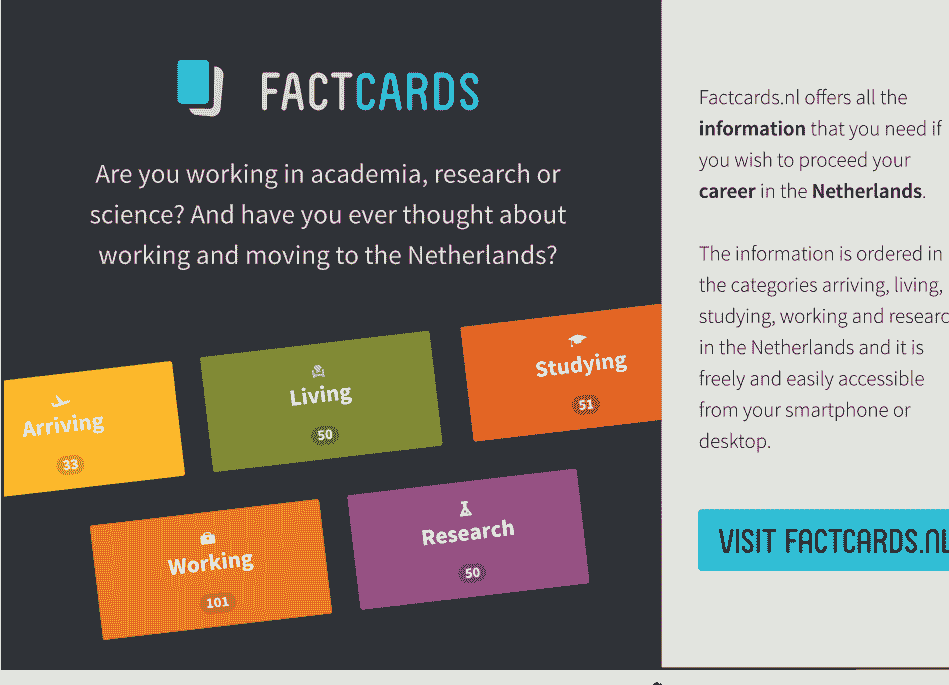 FACTCARDS
Are you working in academia, research or
science? And have you ever thought about
working and moving to the Netherlands?
Arriving
33
Living
50
Studying
51
Working
101
Research
50
Factcards.nl offers all the
information that you need if
you wish to proceed your
career in the Netherlands.
The information is ordered in
the categories arriving, living,
studying, working and researc
in the Netherlands and it is
freely and easily accessible
from your smartphone or
desktop.
VISIT FACTCARDS.NL